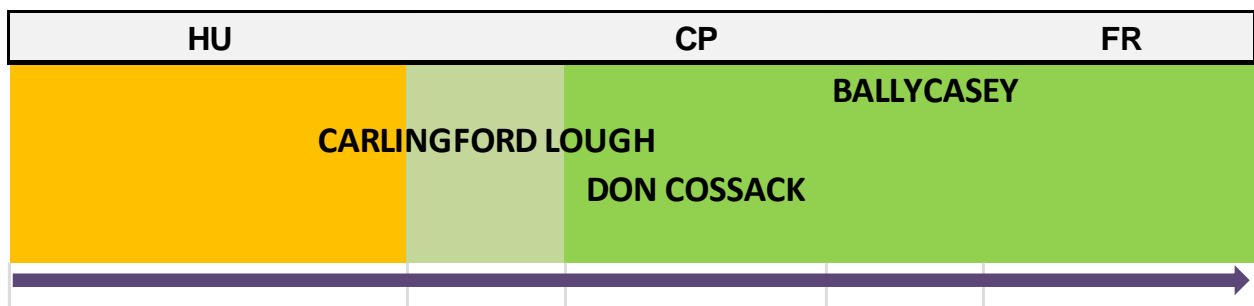 HU CP FR
BALLYCASEY
CARLINGFORD LOUGH
DON COSSACK